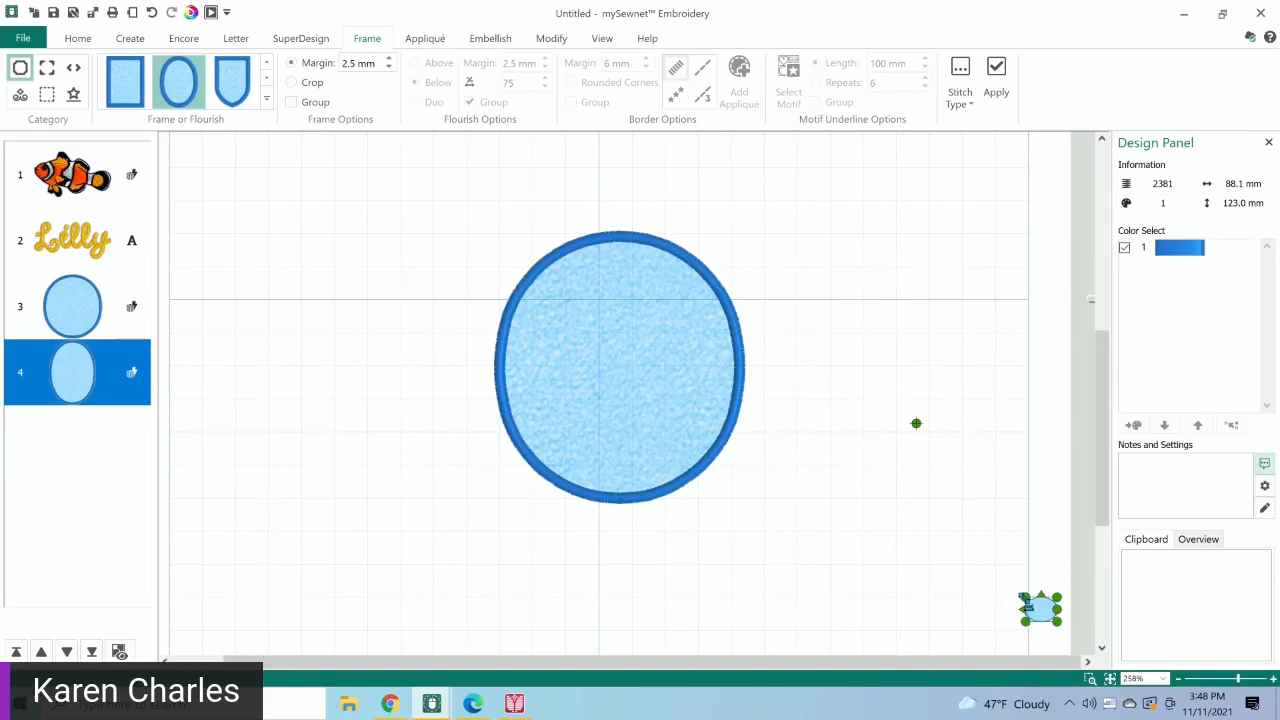 Untitled - mySewnet™ Embroidery
File Home Create Encore Letter SuperDesign Frame Appliqué Embellish Modify View Help
Margin: 2.5 mm Above Margin: 2.5 mm Margin: 6 mm Length: 100 mm
Crop Below 75 Rounded Corners Repeats: 6
Group Duo Group Group Add Appliqué Select Motif Group Stitch Type Apply
Category Frame or Flourish Frame Options Flourish Options Border Options Motif Underline Options
Design Panel
Information
2381 88.1 mm
1 123.0 mm
Color Select
1
1
2 Lilly A
3
4
Notes and Settings
Clipboard Overview
258%
Karen Charles
47°F Cloudy
3:48 PM
11/11/2021